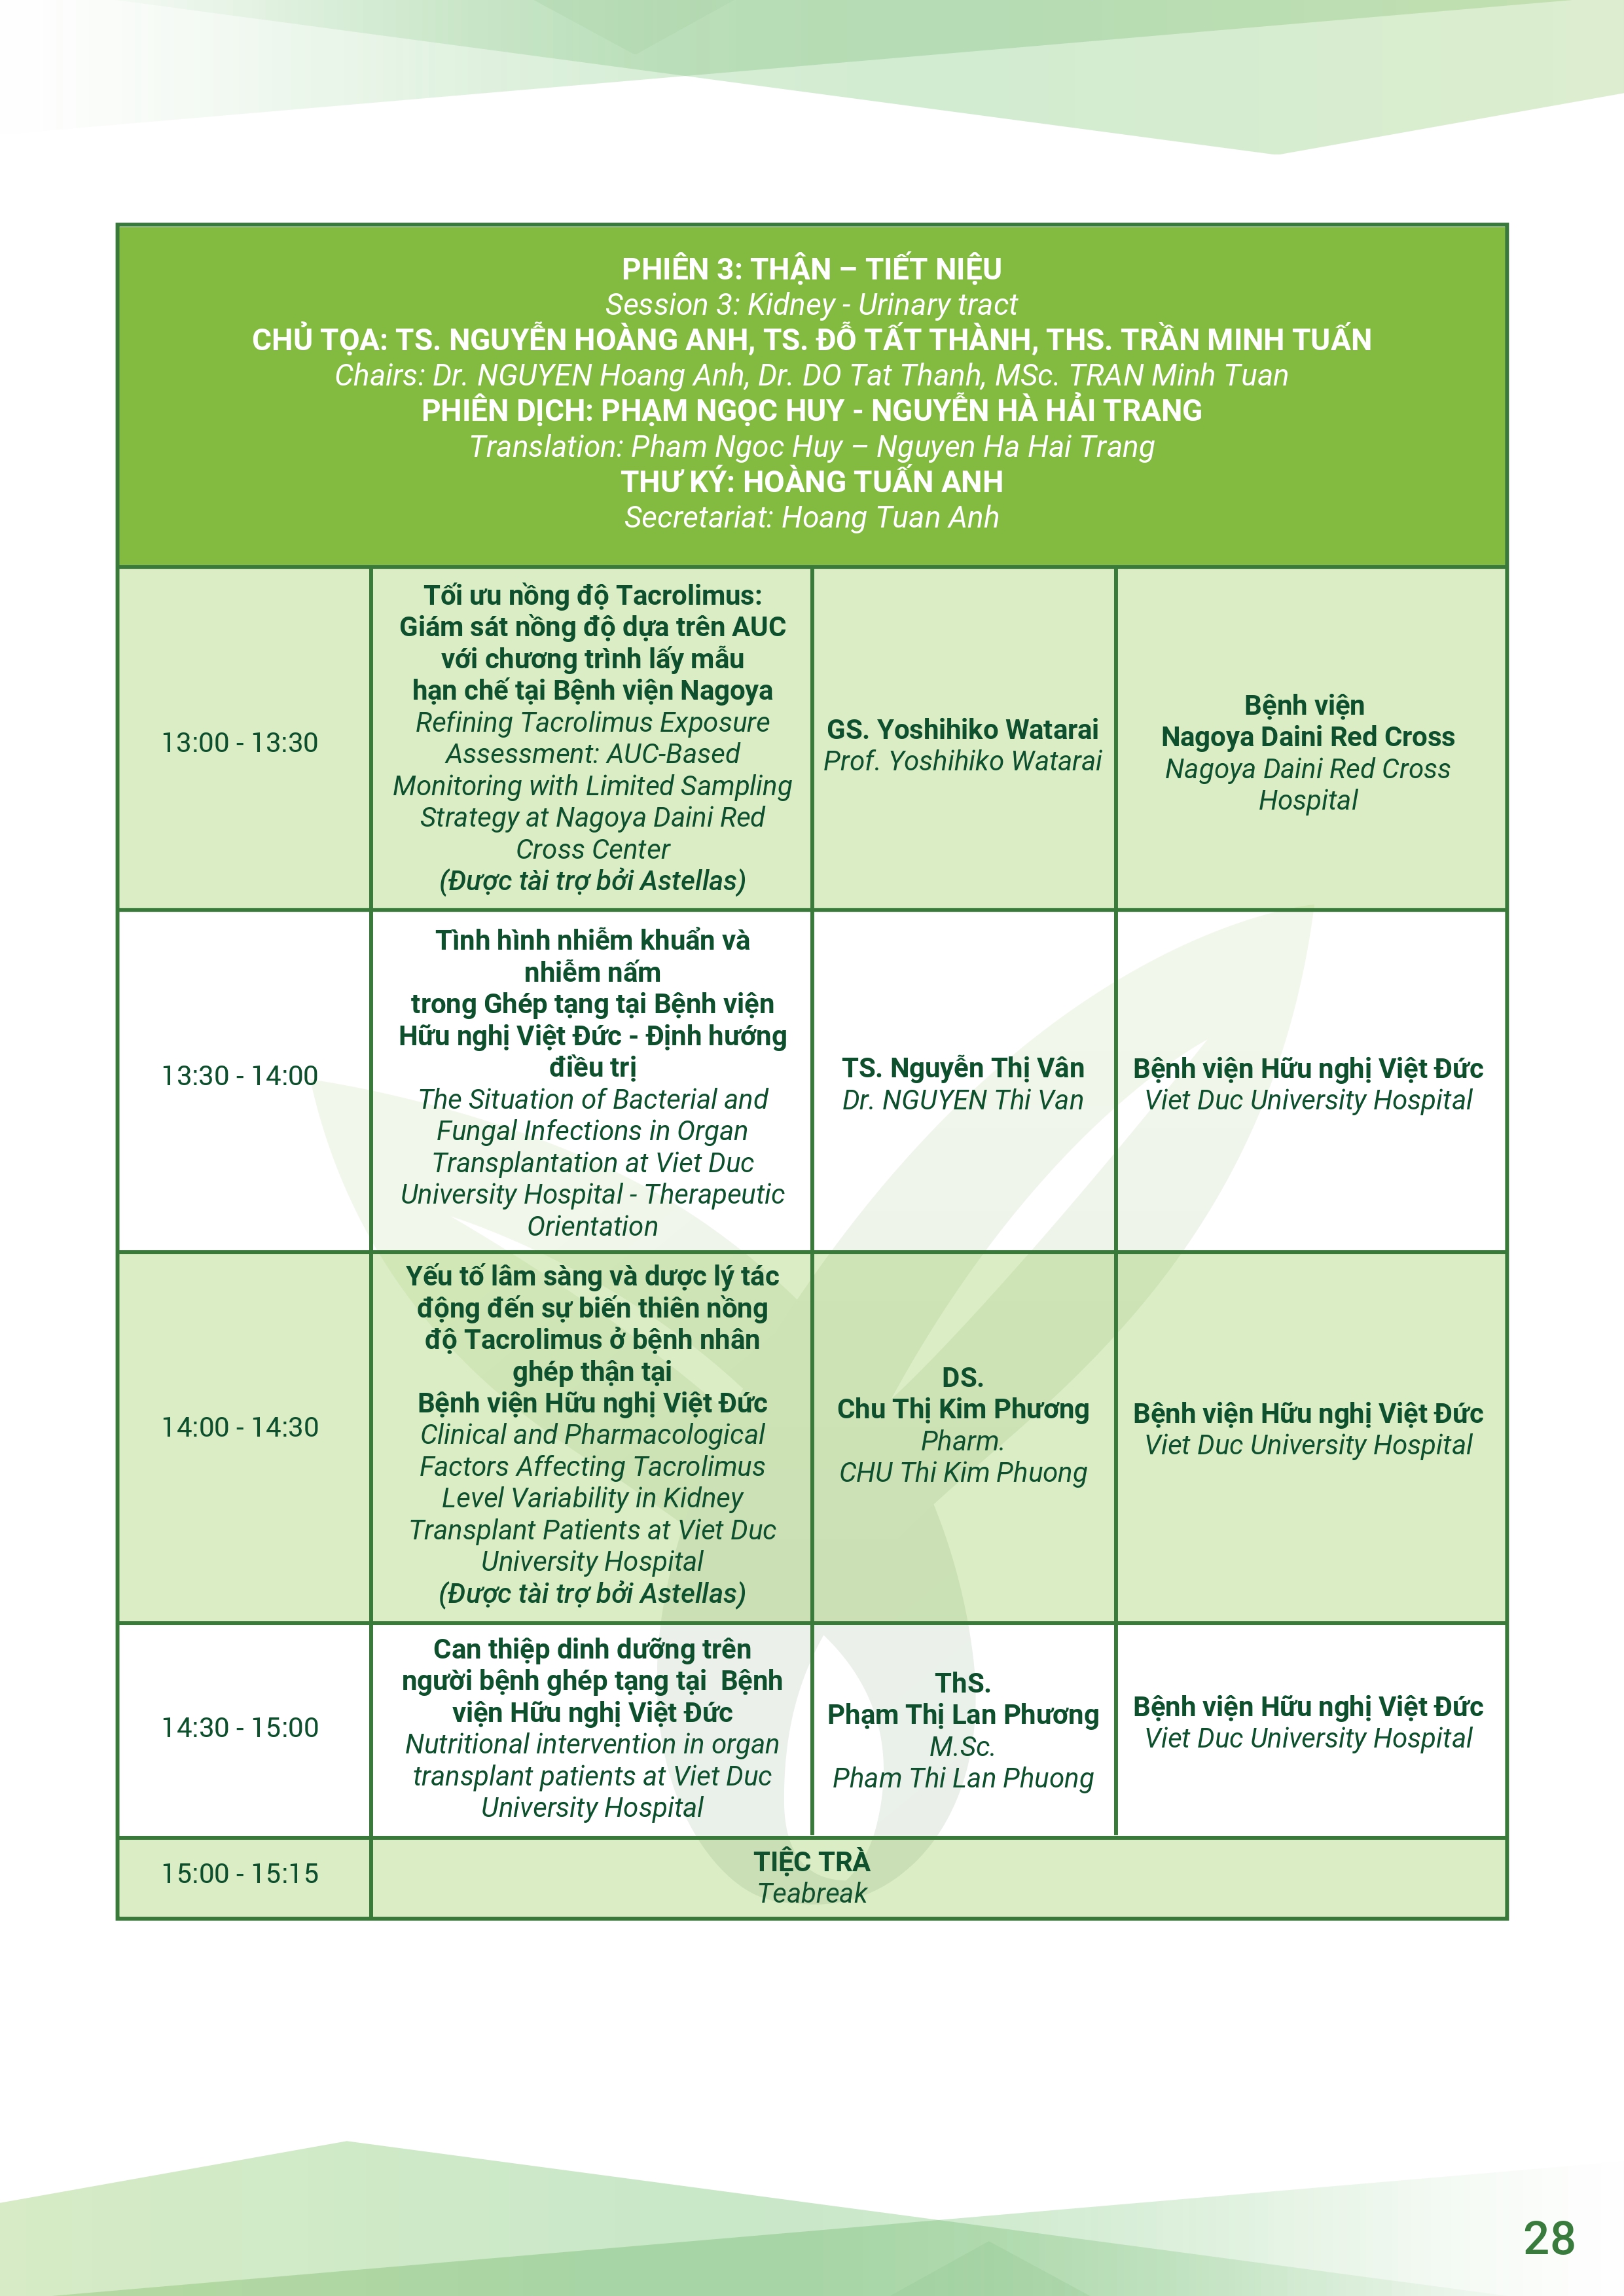 PHIÊN 3: THẬN – TIẾT NIỆU
Session 3: Kidney - Urinary tract
CHỦ TỌA: TS. NGUYỄN HOÀNG ANH, TS. ĐỖ TẤT THÀNH, THS. TRẦN MINH TUẤN
Chairs: Dr. NGUYEN Hoang Anh, Dr. DO Tat Thanh, MSc. TRAN Minh Tuan
PHIÊN DỊCH: PHẠM NGỌC HUY - NGUYỄN HÀ HẢI TRANG
Translation: Pham Ngoc Huy – Nguyen Ha Hai Trang
THƯ KÝ: HOÀNG TUẤN ANH
Secretariat: Hoang Tuan Anh
13:00 - 13:30
Tối ưu nồng độ Tacrolimus:
Giám sát nồng độ dựa trên AUC
với chương trình lấy mẫu
hạn chế tại Bệnh viện Nagoya
Refining Tacrolimus Exposure
Assessment: AUC-Based
Monitoring with Limited Sampling
Strategy at Nagoya Daini Red
Cross Center
(Được tài trợ bởi Astellas)
GS. Yoshihiko Watarai
Prof. Yoshihiko Watarai
Bệnh viện
Nagoya Daini Red Cross
Nagoya Daini Red Cross
Hospital
13:30 - 14:00
Tình hình nhiễm khuẩn và
nhiễm nấm
trong Ghép tạng tại Bệnh viện
Hữu nghị Việt Đức - Định hướng
điều trị
The Situation of Bacterial and
Fungal Infections in Organ
Transplantation at Viet Duc
University Hospital - Therapeutic
Orientation
TS. Nguyễn Thị Vân
Dr. NGUYEN Thi Van
Bệnh viện Hữu nghị Việt Đức
Viet Duc University Hospital
14:00 - 14:30
Yếu tố lâm sàng và dược lý tác
động đến sự biến thiên nồng
độ Tacrolimus ở bệnh nhân
ghép thận tại
Bệnh viện Hữu nghị Việt Đức
Clinical and Pharmacological
Factors Affecting Tacrolimus
Level Variability in Kidney
Transplant Patients at Viet Duc
University Hospital
(Được tài trợ bởi Astellas)
DS.
Chu Thị Kim Phương
Pharm.
CHU Thi Kim Phuong
Bệnh viện Hữu nghị Việt Đức
Viet Duc University Hospital
14:30 - 15:00
Can thiệp dinh dưỡng trên
người bệnh ghép tạng tại  Bệnh
viện Hữu nghị Việt Đức
Nutritional intervention in organ
transplant patients at Viet Duc
University Hospital
ThS.
Phạm Thị Lan Phương
M.Sc.
Pham Thi Lan Phuong
Bệnh viện Hữu nghị Việt Đức
Viet Duc University Hospital
15:00 - 15:15
TIỆC TRÀ
Teabreak
28